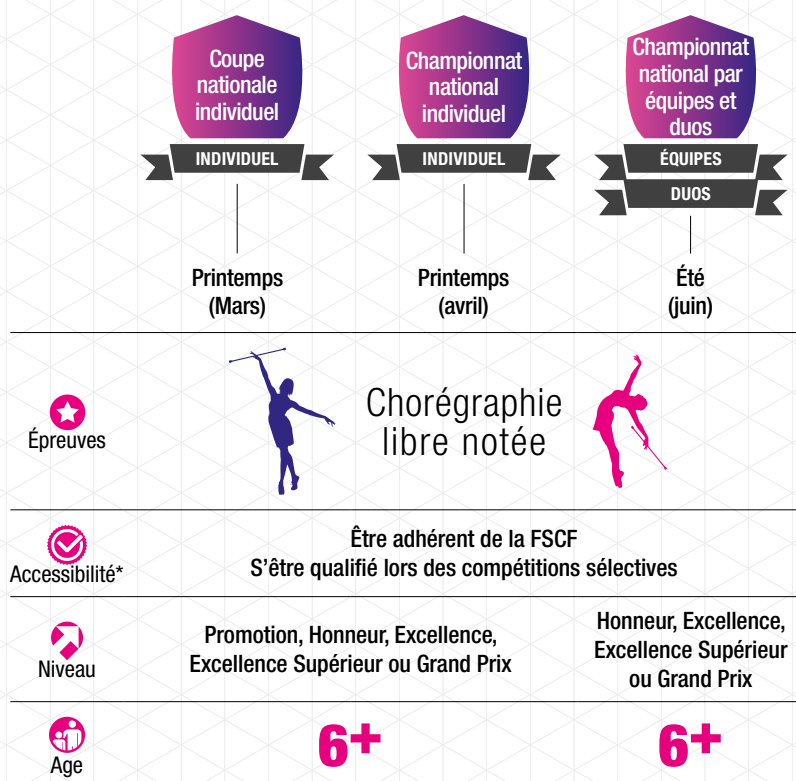 Coupe
nationale
individuel
INDIVIDUEL
Printemps
(Mars)
Championnat
national
individuel
INDIVIDUEL
Printemps
(avril)
Championnat
national par
équipes et
duos
ÉQUIPES
DUOS
Été
(juin)
Épreuves
Chorégraphie
libre notée
Accessibilité*
Être adhérent de la FSCF
S'être qualifié lors des compétitions sélectives
Niveau
Promotion, Honneur, Excellence,
Excellence Supérieur ou Grand Prix
Honneur, Excellence,
Excellence Supérieur
ou Grand Prix
Age
6+
6+